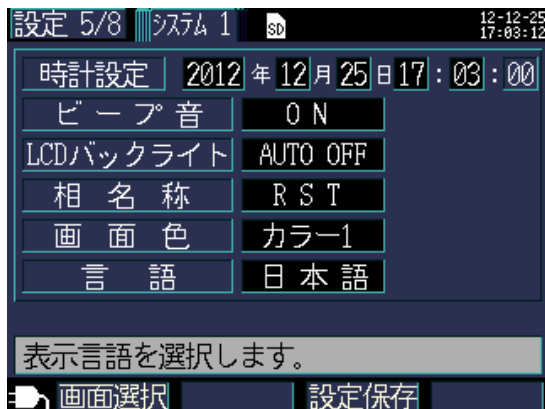 設定 5/8 システム 1 SD 12-12-25
17:03:12
時計設定 2012 年 12 月 25 日 17 : 03 : 00
ビープ音 ON
LCDバックライト AUTO OFF
相名称 RST
画面色 カラー1
言語 日本語
表示言語を選択します。
画面選択 設定保存